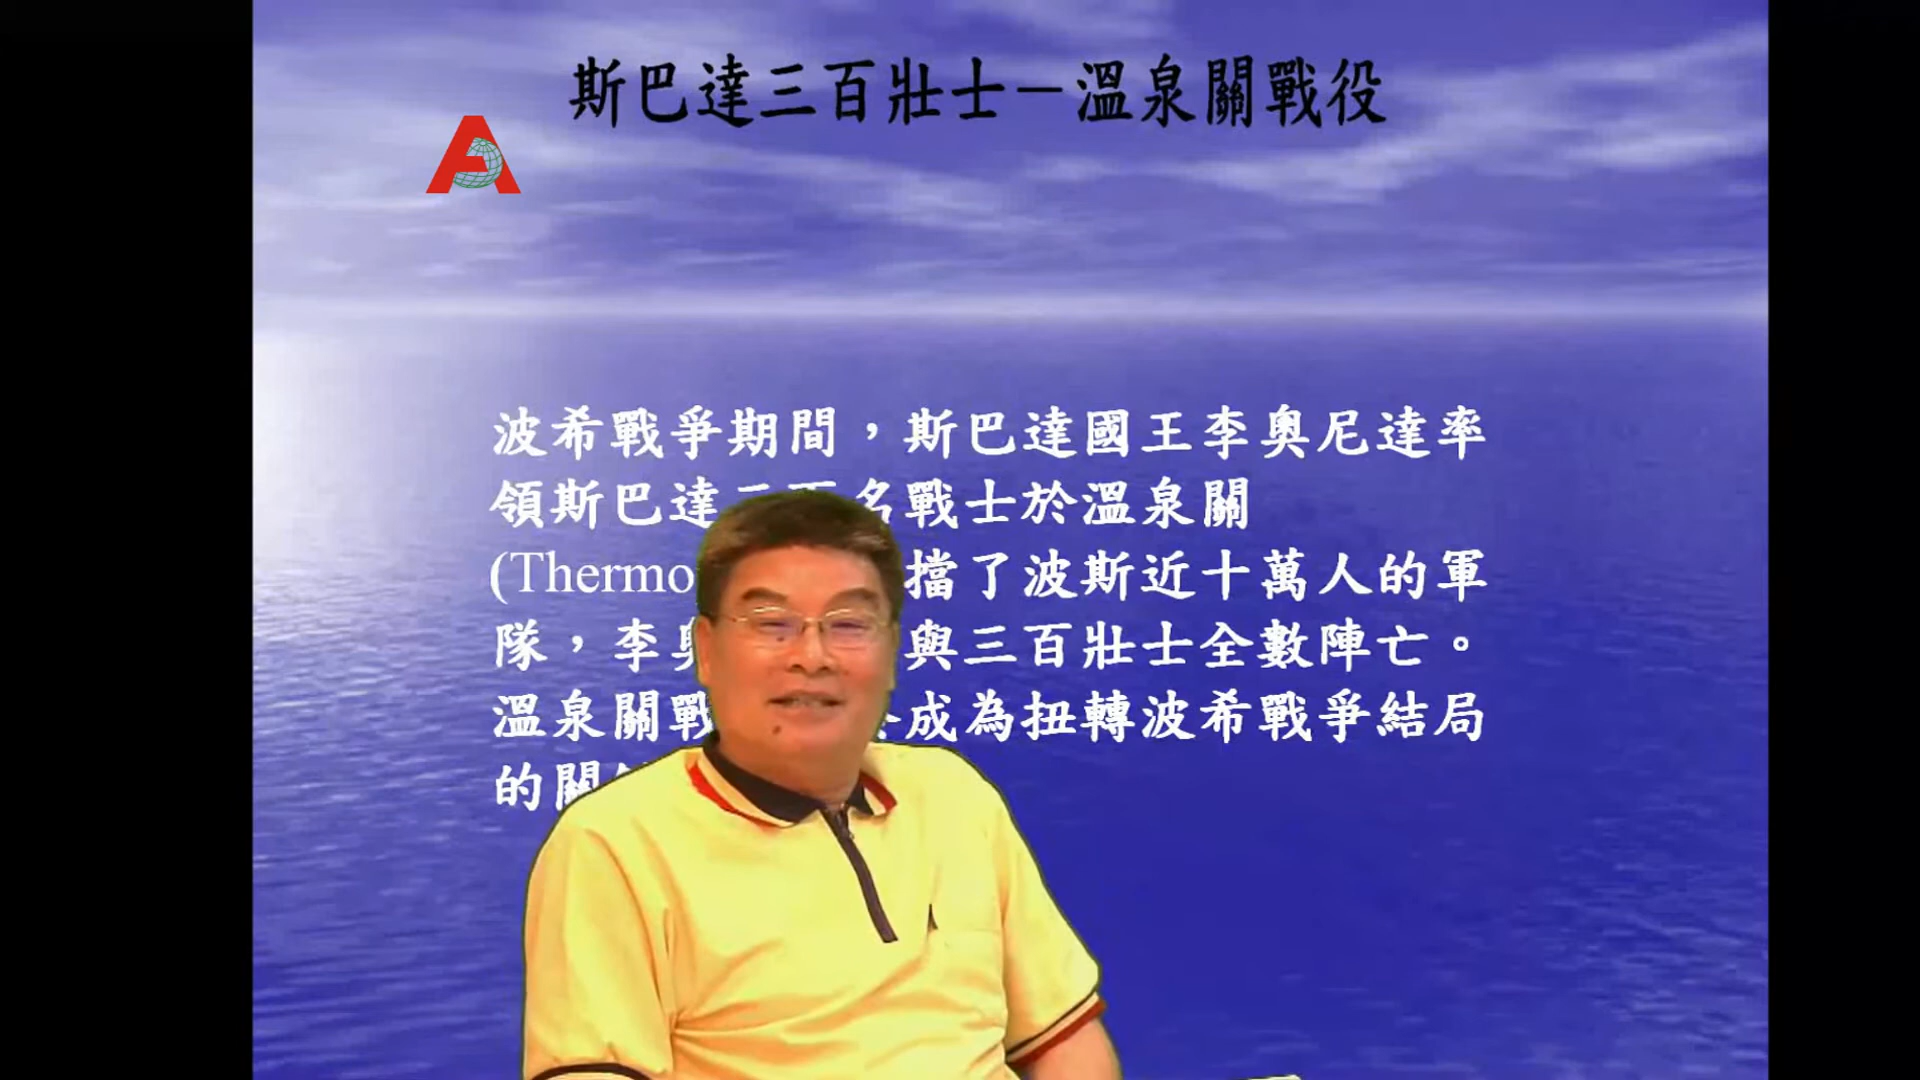 斯巴達三百壯士－溫泉關戰役
波希戰爭期間，斯巴達國王李奧尼達率
領斯巴達 名戰士於溫泉關
(Thermo 擋了波斯近十萬人的軍
隊，李奧 與三百壯士全數陣亡。
溫泉關戰 成為扭轉波希戰爭結局
的關